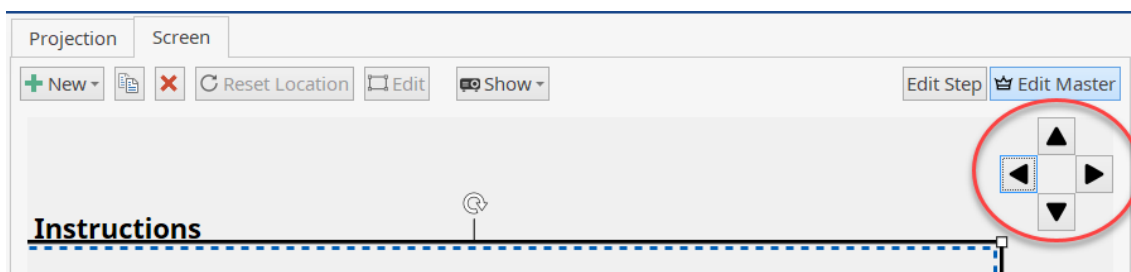 Projection Screen
New Reset Location Edit Show Edit Step Edit Master
Instructions